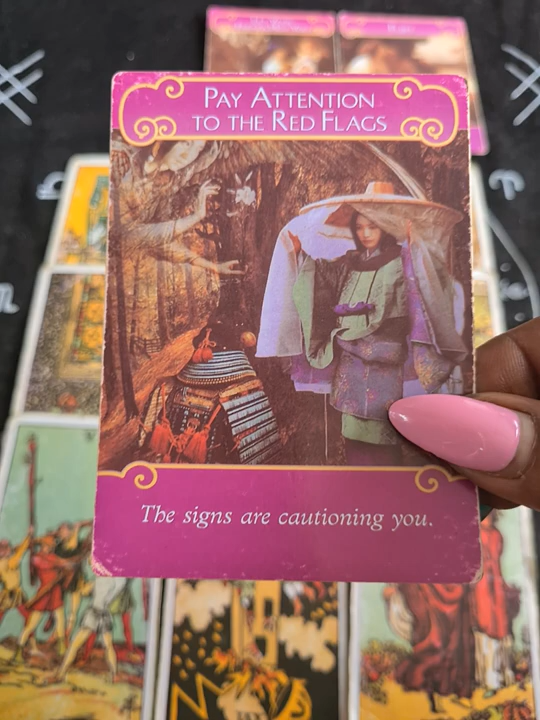 PAY ATTENTION
TO THE RED FLAGS
The signs are cautioning you.